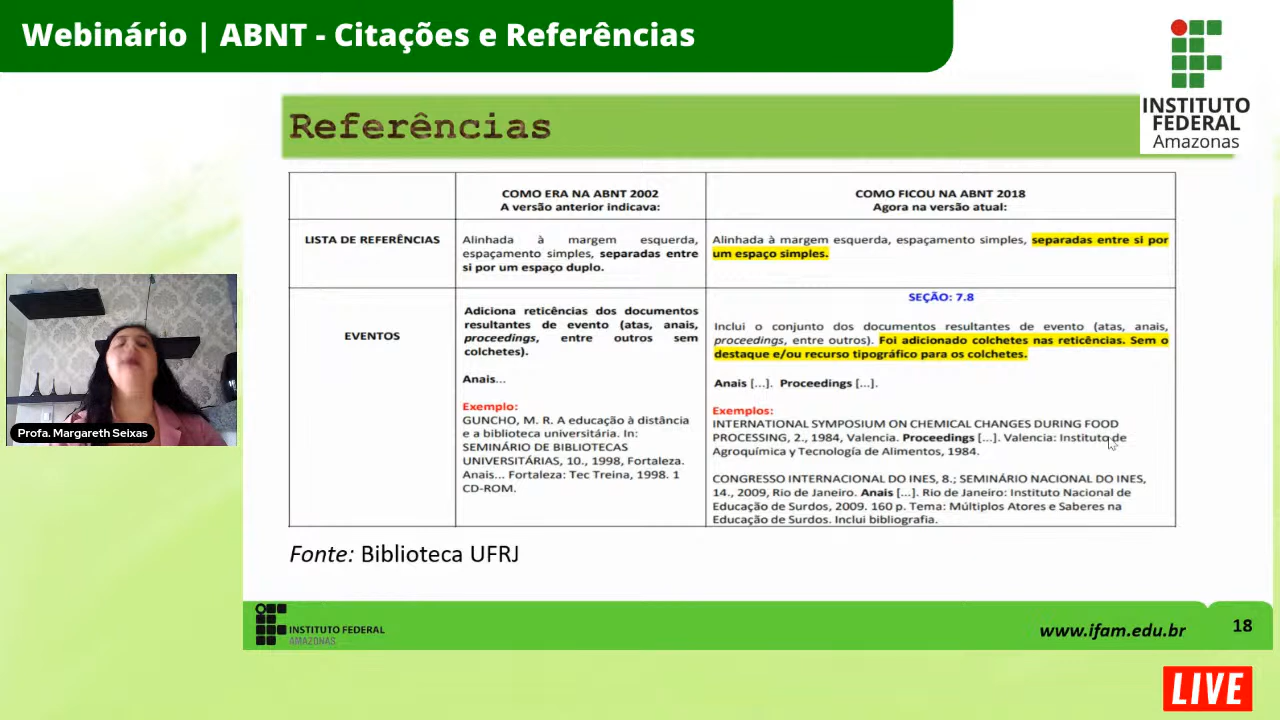 Webinário | ABNT - Citações e Referências
INSTITUTO
FEDERAL
Amazonas
Referências
COMO ERA NA ABNT 2002
A versão anterior indicava:
COMO FICOU NA ABNT 2018
Agora na versão atual:
LISTA DE REFERÊNCIAS
Alinhada à margem esquerda,
espaçamento simples, separadas entre
si por um espaço duplo.
Alinhada à margem esquerda, espaçamento simples, separadas entre si por
um espaço simples.
EVENTOS
Adiciona reticências dos documentos
resultantes de evento (atas, anais,
proceedings, entre outros sem
colchetes).
Anais...
Exemplo:
GUNCHO, M. R. A educação à distância
e a biblioteca universitária. In:
SEMINÁRIO DE BIBLIOTECAS
UNIVERSITÁRIAS, 10., 1998, Fortaleza.
Anais... Fortaleza: Tec Treina, 1998. 1
CD-ROM.
SEÇÃO: 7.8
Inclui o conjunto dos documentos resultantes de evento (atas, anais,
proceedings, entre outros). Foi adicionado colchetes nas reticências. Sem o
destaque e/ou recurso tipográfico para os colchetes.
Anais [...]. Proceedings [...].
Exemplos:
INTERNATIONAL SYMPOSIUM ON CHEMICAL CHANGES DURING FOOD
PROCESSING, 2., 1984, Valencia. Proceedings [...]. Valencia: Instituto de
Agroquímica y Tecnología de Alimentos, 1984.
CONGRESSO INTERNACIONAL DO INES, 8.; SEMINÁRIO NACIONAL DO INES,
14., 2009, Rio de Janeiro. Anais [...]. Rio de Janeiro: Instituto Nacional de
Educação de Surdos, 2009. 160 p. Tema: Múltiplos Atores e Saberes na
Educação de Surdos. Inclui bibliografia.
Profa. Margareth Seixas
Fonte: Biblioteca UFRJ
INSTITUTO FEDERAL
AMAZONAS
www.ifam.edu.br
18
LIVE